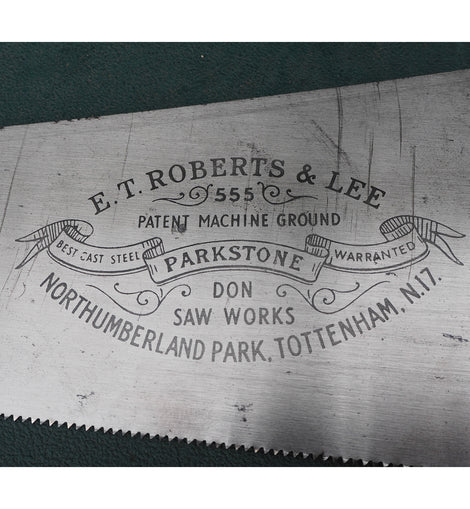 E.T. ROBERTS & LEE
555
PATENT MACHINE GROUND
BEST CAST STEEL PARKSTONE WARRANTED
DON
SAW WORKS
NORTHUMBERLAND PARK, TOTTENHAM, N.17.